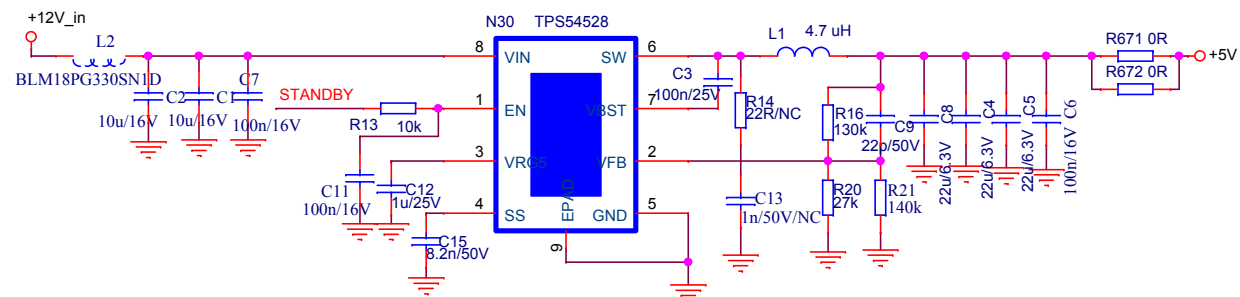 +12V_in
L2
BLM18PG330SN1D
C2
10u/16V
C1
10u/16V
C7
100n/16V
STANDBY
R13
10k
C11
100n/16V
C12
1u/25V
C15
8.2n/50V
N30 TPS54528
8 VIN
1 EN
3 VRG5
4 SS
SW 6
VBST 7
VFB 2
GND 5
EPAD
9
C3
100n/25V
R14
22R/NC
C13
1n/50V/NC
L1 4.7 uH
R16
130k
C9
22p/50V
R20
27k
R21
140k
C8
22u/6.3V
C4
22u/6.3V
C5
22u/6.3V
C6
100n/16V
R671 0R
R672 0R
+5V